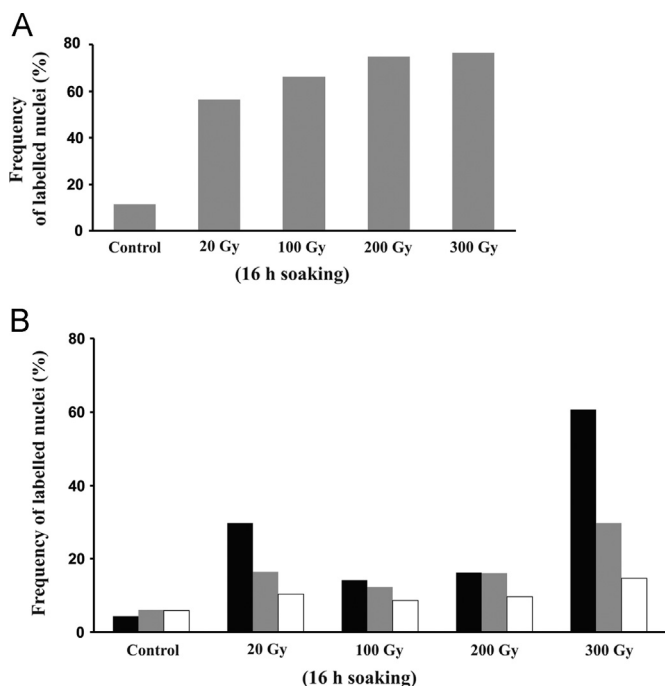 A
Frequency
of labelled nuclei (%)
80
60
40
20
0
Control 20 Gy 100 Gy 200 Gy 300 Gy
(16 h soaking)
B
Frequency of labelled nuclei (%)
80
60
40
20
0
Control 20 Gy 100 Gy 200 Gy 300 Gy
(16 h soaking)